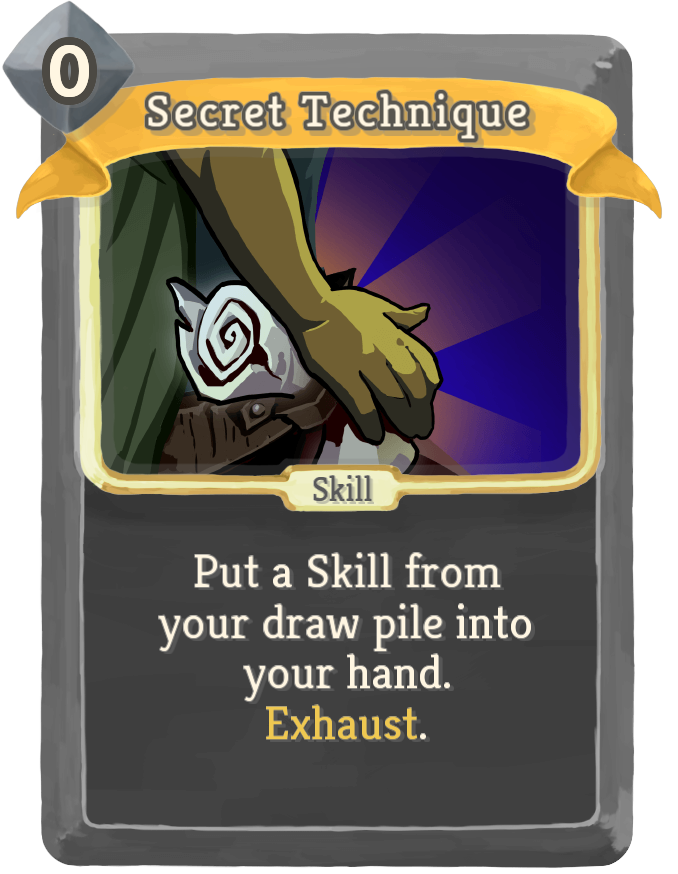 0
Secret Technique
Skill
Put a Skill from
your draw pile into
your hand.
Exhaust.